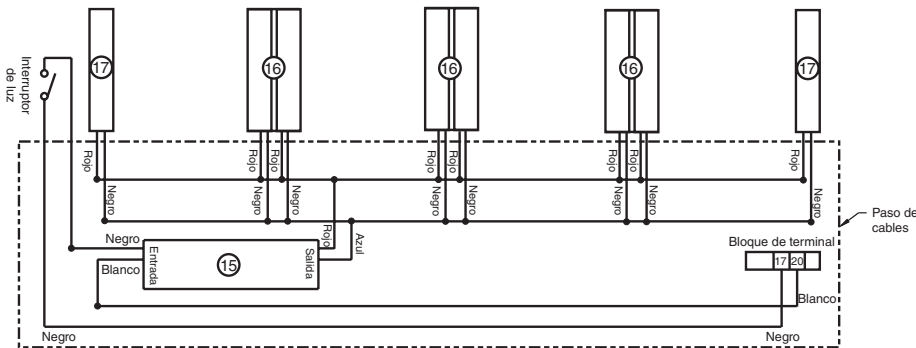 17
16
16
16
17
Interruptor
de luz
Rojo
Rojo
Rojo
Rojo
Rojo
Rojo
Rojo
Rojo
Negro
Negro
Negro
Negro
Negro
Negro
Negro
Negro
Rojo
Azul
Paso de
cables
Negro
Blanco
Entrada
15
Salida
Bloque de terminal
17 20
Blanco
Negro
Negro